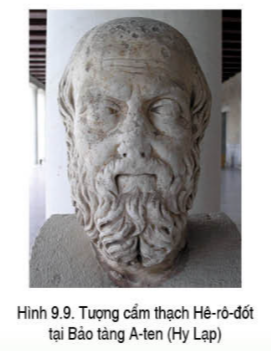 Hình 9.9. Tượng cẩm thạch Hê-rô-đốt
tại Bảo tàng A-ten (Hy Lạp)